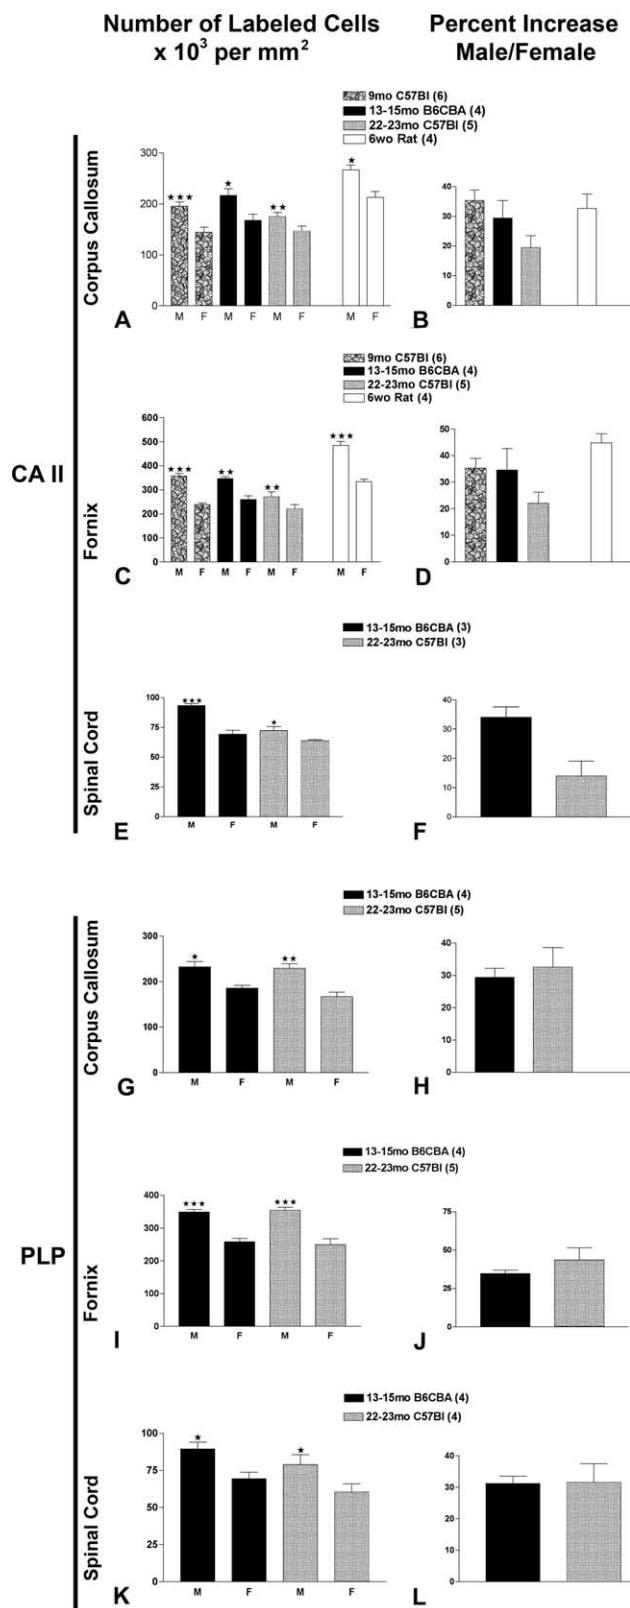 Number of Labeled Cells
x 10³ per mm²
Percent Increase
Male/Female
CA II
Corpus Callosum
9mo C57Bl (6)
13-15mo B6CBA (4)
22-23mo C57Bl (5)
6wo Rat (4)
300
200
100
0
★★★ ★ ★★ ★
M F M F M F M F
A
40
30
20
10
0
B
Fornix
9mo C57Bl (6)
13-15mo B6CBA (4)
22-23mo C57Bl (5)
6wo Rat (4)
600
500
400
300
200
100
0
★★★ ★★ ★★ ★★★
M F M F M F M F
C
50
40
30
20
10
0
D
Spinal Cord
13-15mo B6CBA (3)
22-23mo C57Bl (3)
100
75
50
25
0
★★★ ★
M F M F
E
40
30
20
10
0
F
PLP
Corpus Callosum
13-15mo B6CBA (4)
22-23mo C57Bl (5)
300
200
100
0
★ ★★
M F M F
G
40
30
20
10
0
H
Fornix
13-15mo B6CBA (4)
22-23mo C57Bl (5)
400
300
200
100
0
★★★ ★★★
M F M F
I
75
50
25
0
J
Spinal Cord
13-15mo B6CBA (4)
22-23mo C57Bl (4)
100
75
50
25
0
★ ★
M F M F
K
40
30
20
10
0
L